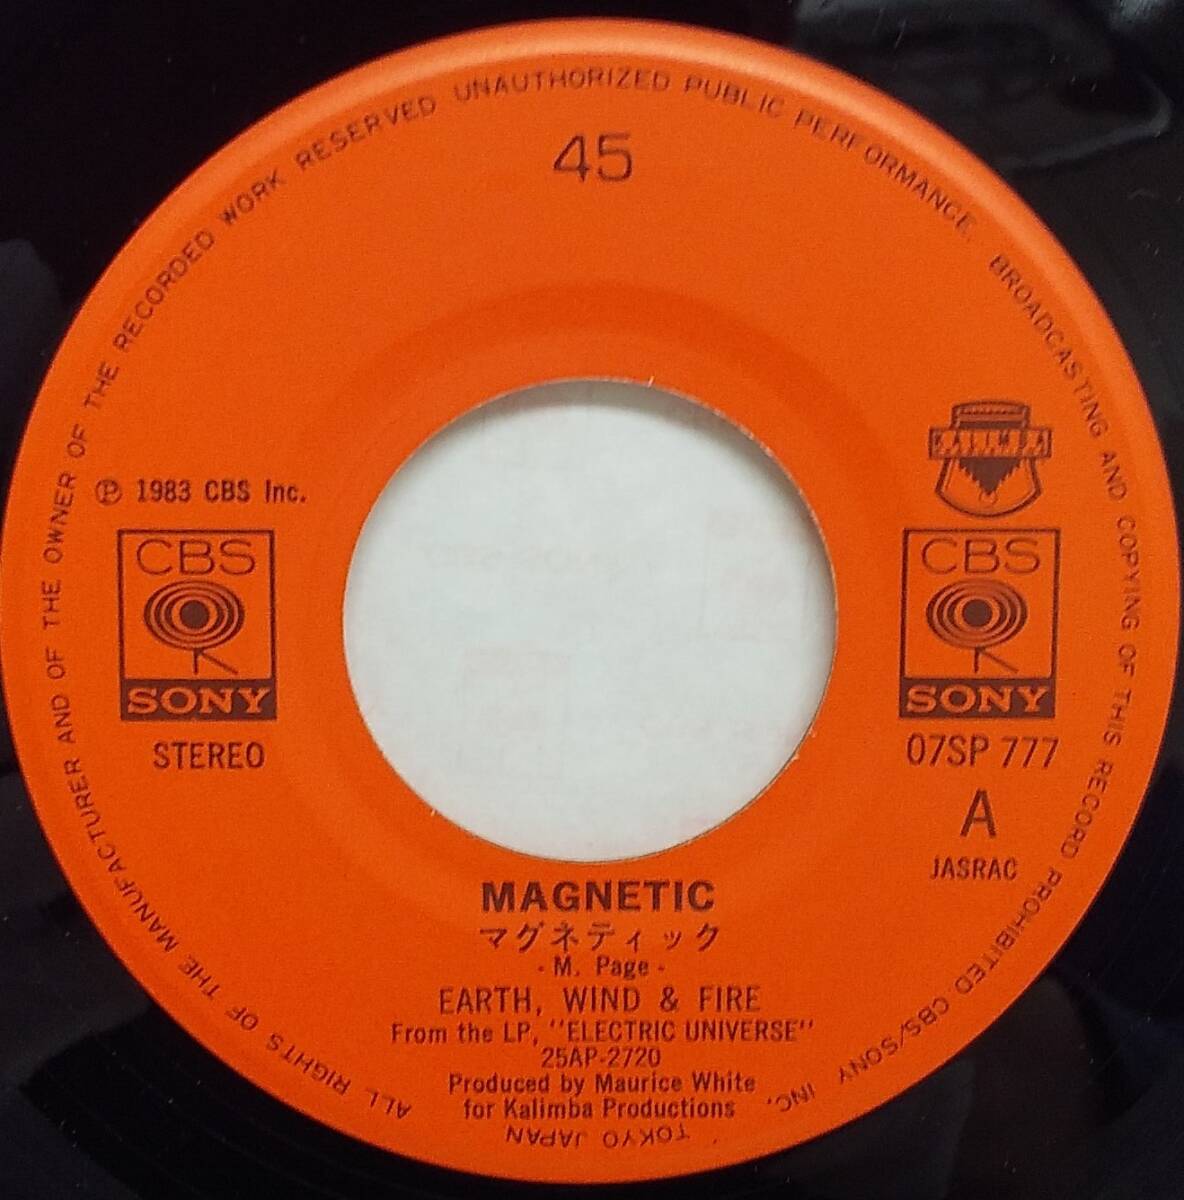 ALL RIGHTS OF THE MANUFACTURER AND OF THE OWNER OF THE RECORDED WORK RESERVED UNAUTHORIZED PUBLIC PERFORMANCE. BROADCASTING AND COPYING OF THIS RECORD PROHIBITED. CBS/SONY INC.
TOKYO JAPAN
45
Ⓟ 1983 CBS Inc.
CBS
SONY
STEREO
KALIMBA
CBS
SONY
07SP 777
A
JASRAC
MAGNETIC
マグネティック
- M. Page -
EARTH, WIND & FIRE
From the LP, "ELECTRIC UNIVERSE"
25AP-2720
Produced by Maurice White
for Kalimba Productions